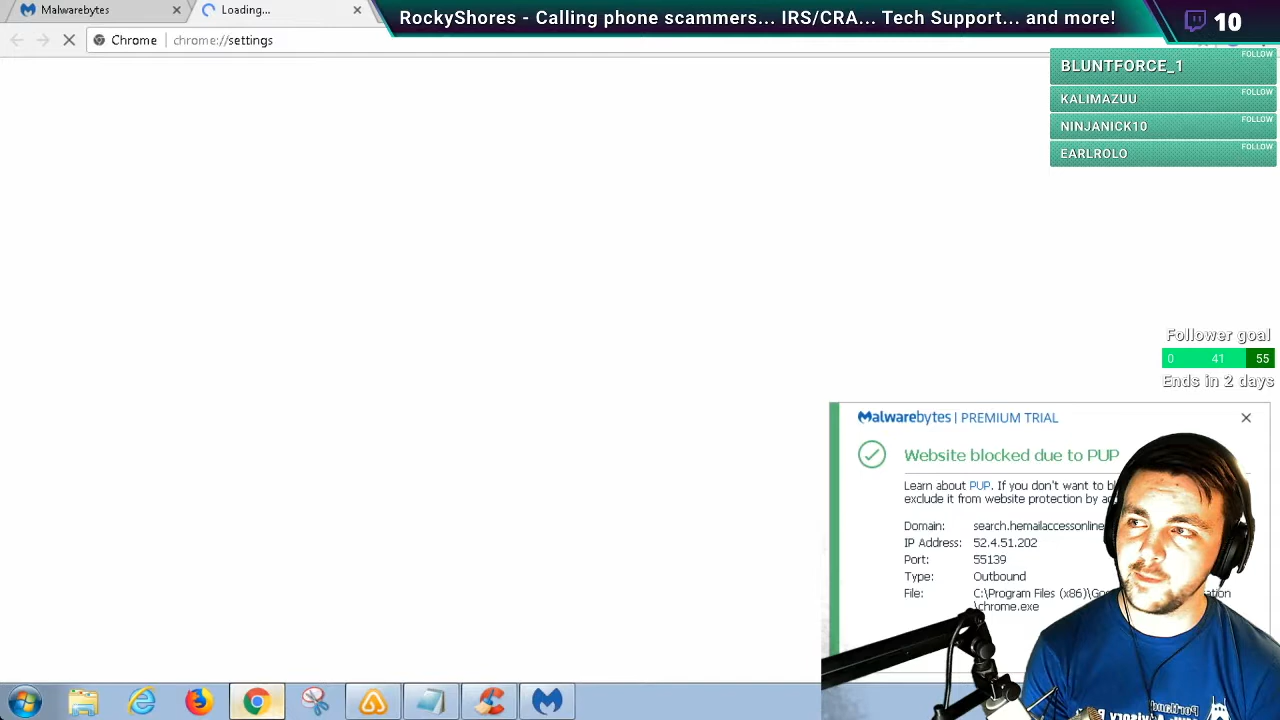 Malwarebytes
Loading...
RockyShores - Calling phone scammers... IRS/CRA... Tech Support... and more!
10
Chrome
chrome://settings
FOLLOW
BLUNTFORCE_1
FOLLOW
KALIMAZUU
FOLLOW
NINJANICK10
FOLLOW
EARLROLO
Follower goal
0 41 55
Ends in 2 days
Malwarebytes | PREMIUM TRIAL
Website blocked due to PUP
Learn about PUP. If you don't want to
exclude it from website protection by
Domain: search.hemailaccessonline
IP Address: 52.4.51.202
Port: 55139
Type: Outbound
File: C:\Program Files (x86)\
\chrome.exe